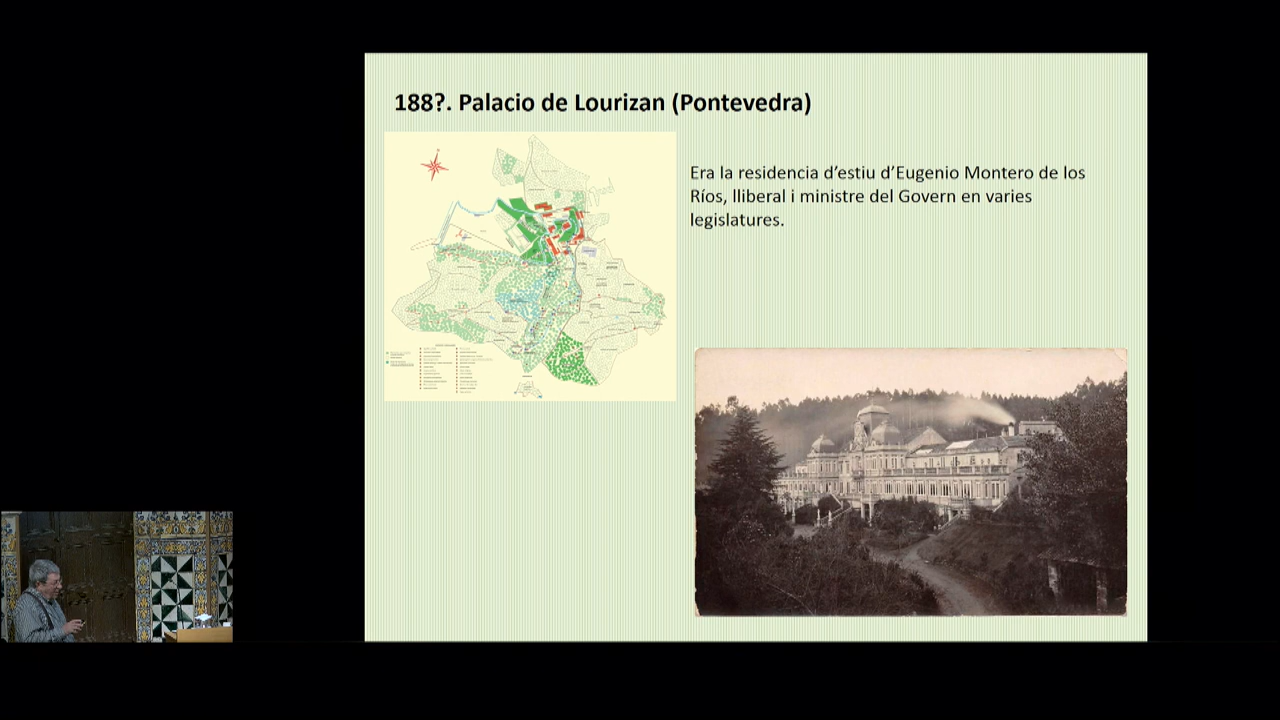 188?. Palacio de Lourizan (Pontevedra)
Era la residencia d’estiu d’Eugenio Montero de los
Ríos, lliberal i ministre del Govern en varies
legislatures.